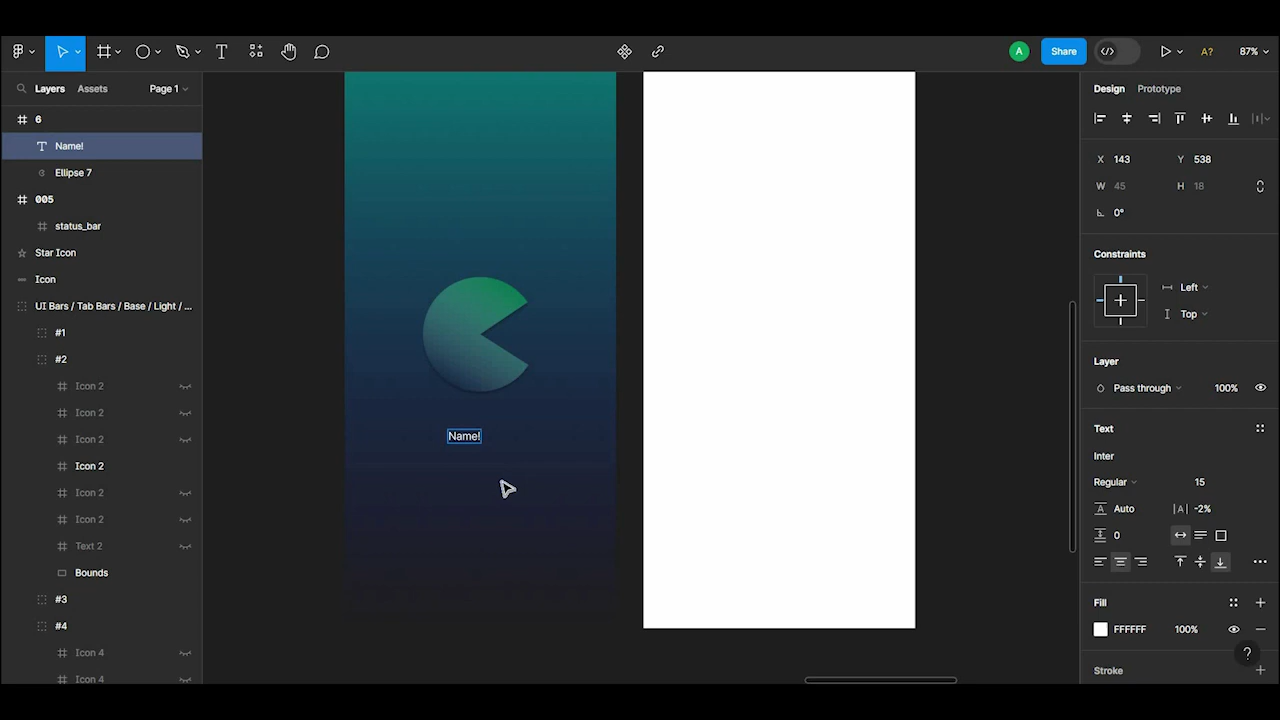 Share
A?
87%
Layers
Assets
Page 1
6
Name!
Ellipse 7
005
status_bar
Star Icon
Icon
UI Bars / Tab Bars / Base / Light / ...
#1
#2
Icon 2
Icon 2
Icon 2
Icon 2
Icon 2
Icon 2
Text 2
Bounds
#3
#4
Icon 4
Icon 4
Name!
A
Design
Prototype
X 143
Y 538
W 45
H 18
0°
Constraints
Left
Top
Layer
Pass through
100%
Text
Inter
Regular
15
A Auto
|A| -2%
0
Fill
FFFFFF
100%
?
Stroke